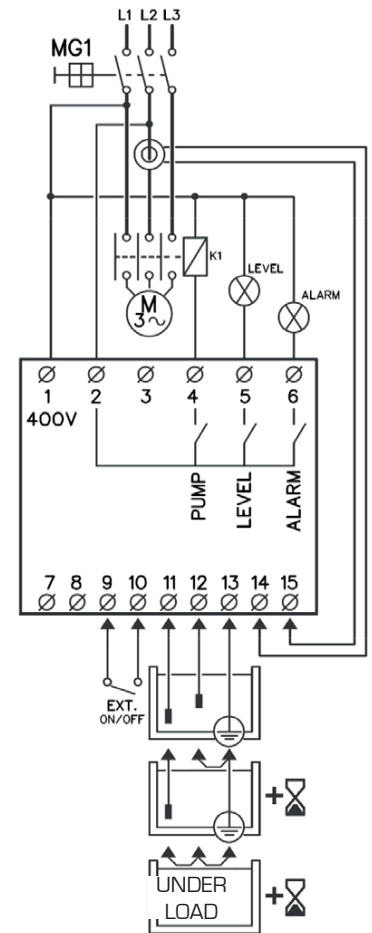 L1 L2 L3
MG1
K1
LEVEL
ALARM
M
3~
1 2 3 4 5 6
400V
PUMP
LEVEL
ALARM
7 8 9 10 11 12 13 14 15
EXT.
ON/OFF
+
UNDER
LOAD
+